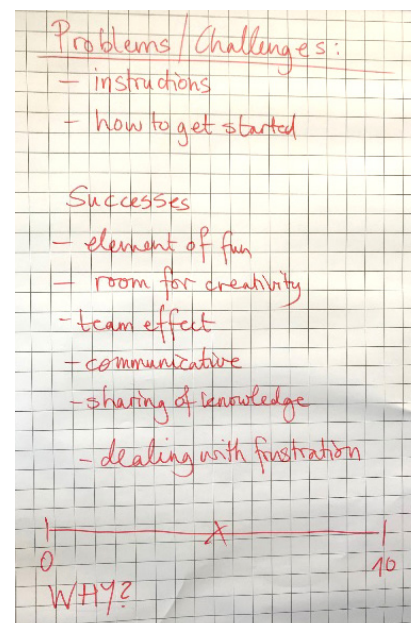 Problems/Challenges:
- instructions
- how to get started
Successes
- element of fun
- room for creativity
- team effect
- communicative
- sharing of knowledge
- dealing with frustration
0 10
WHY?